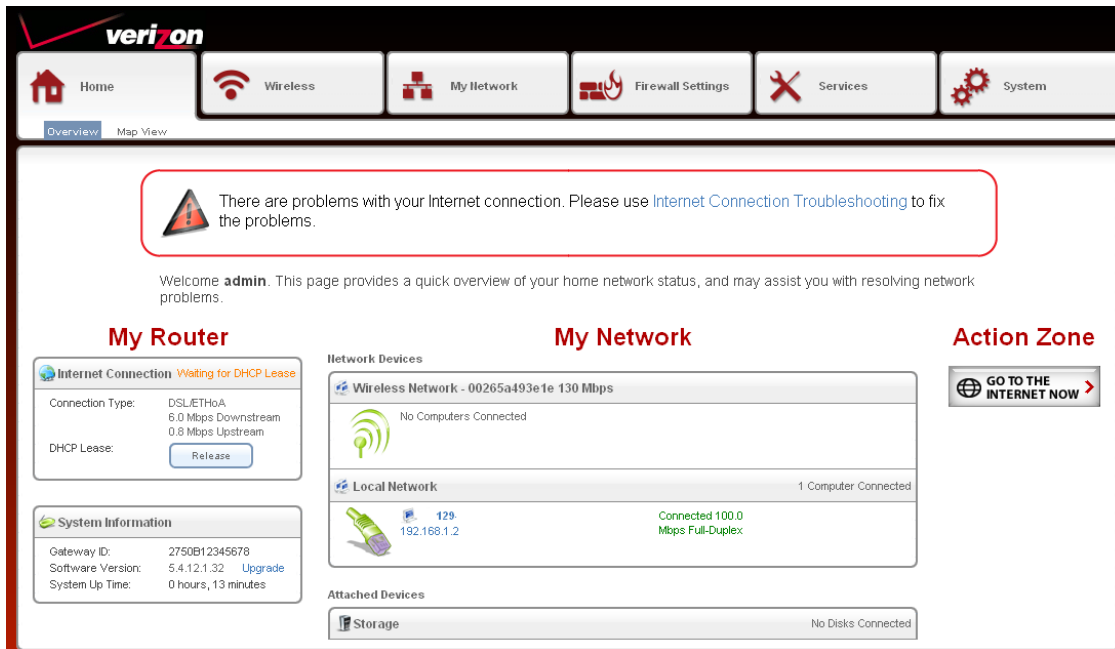 verizon
Home
Wireless
My Network
Firewall Settings
Services
System
Overview
Map View
There are problems with your Internet connection. Please use Internet Connection Troubleshooting to fix
the problems.
Welcome admin. This page provides a quick overview of your home network status, and may assist you with resolving network
problems.
My Router
Internet Connection Waiting for DHCP Lease
Connection Type: DSL/ETHoA
6.0 Mbps Downstream
0.8 Mbps Upstream
DHCP Lease: Release
System Information
Gateway ID: 2750B12345678
Software Version: 5.4.12.1.32 Upgrade
System Up Time: 0 hours, 13 minutes
My Network
Network Devices
Wireless Network - 00265a493e1e 130 Mbps
No Computers Connected
Local Network 1 Computer Connected
129-
192.168.1.2
Connected 100.0
Mbps Full-Duplex
Attached Devices
Storage No Disks Connected
Action Zone
GO TO THE
INTERNET NOW